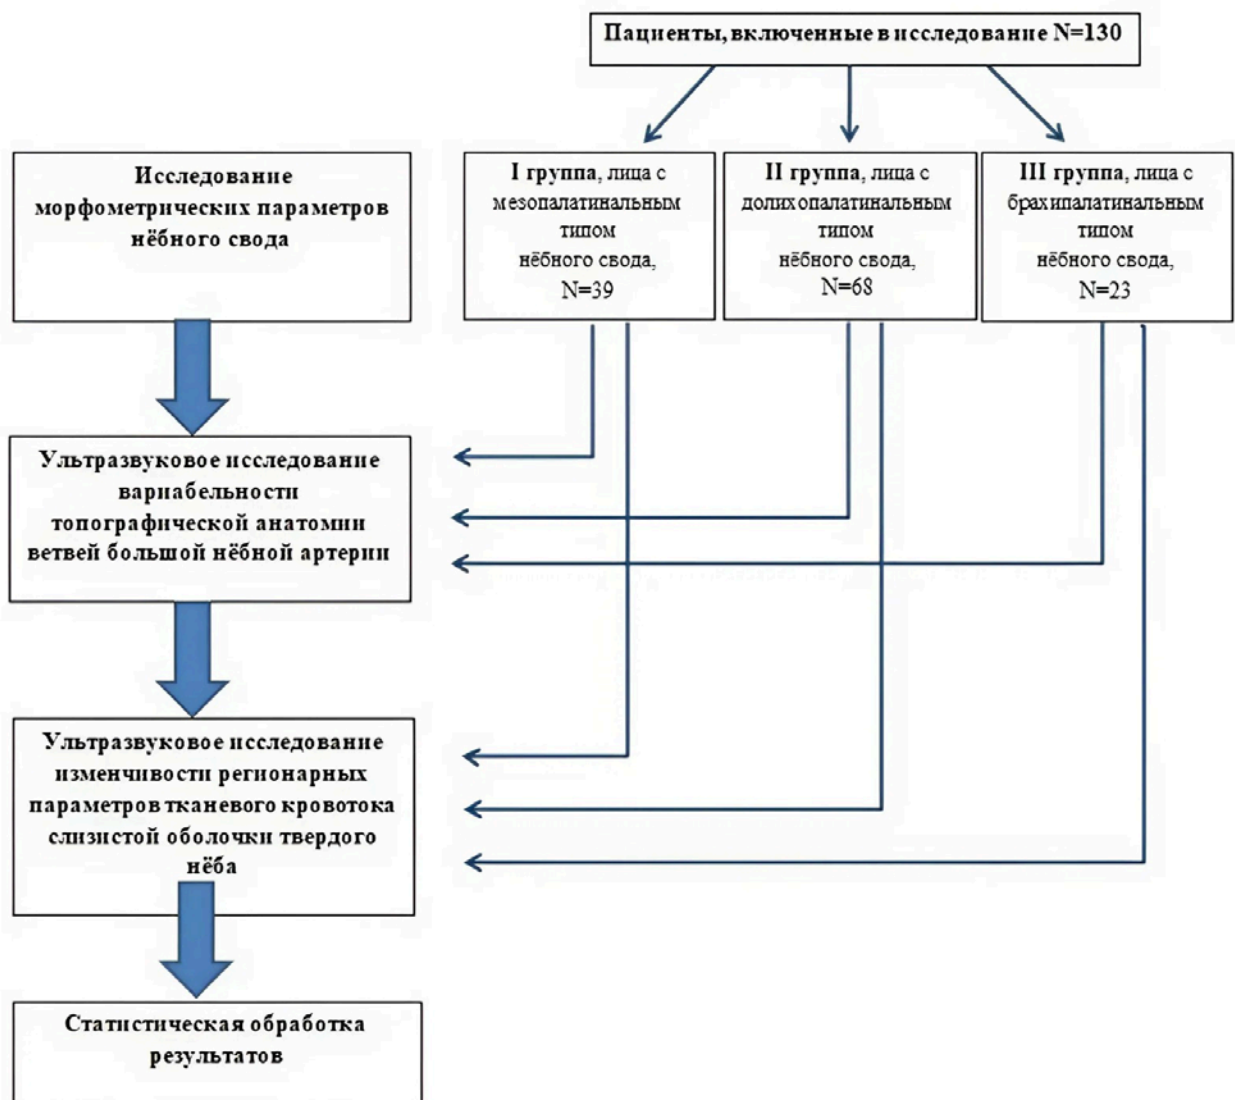 Пациенты, включенные в исследование N=130
Исследование
морфометрических параметров
нёбного свода
I группа, лица с
мезопалатинальным
типом
нёбного свода,
N=39
II группа, лица с
долихопалатинальным
типом
нёбного свода,
N=68
III группа, лица с
брахипалатинальным
типом
нёбного свода,
N=23
Ультразвуковое исследование
вариабельности
топографической анатомии
ветвей большой нёбной артерии
Ультразвуковое исследование
изменчивости регионарных
параметров тканевого кровотока
слизистой оболочки твердого
нёба
Статистическая обработка
результатов